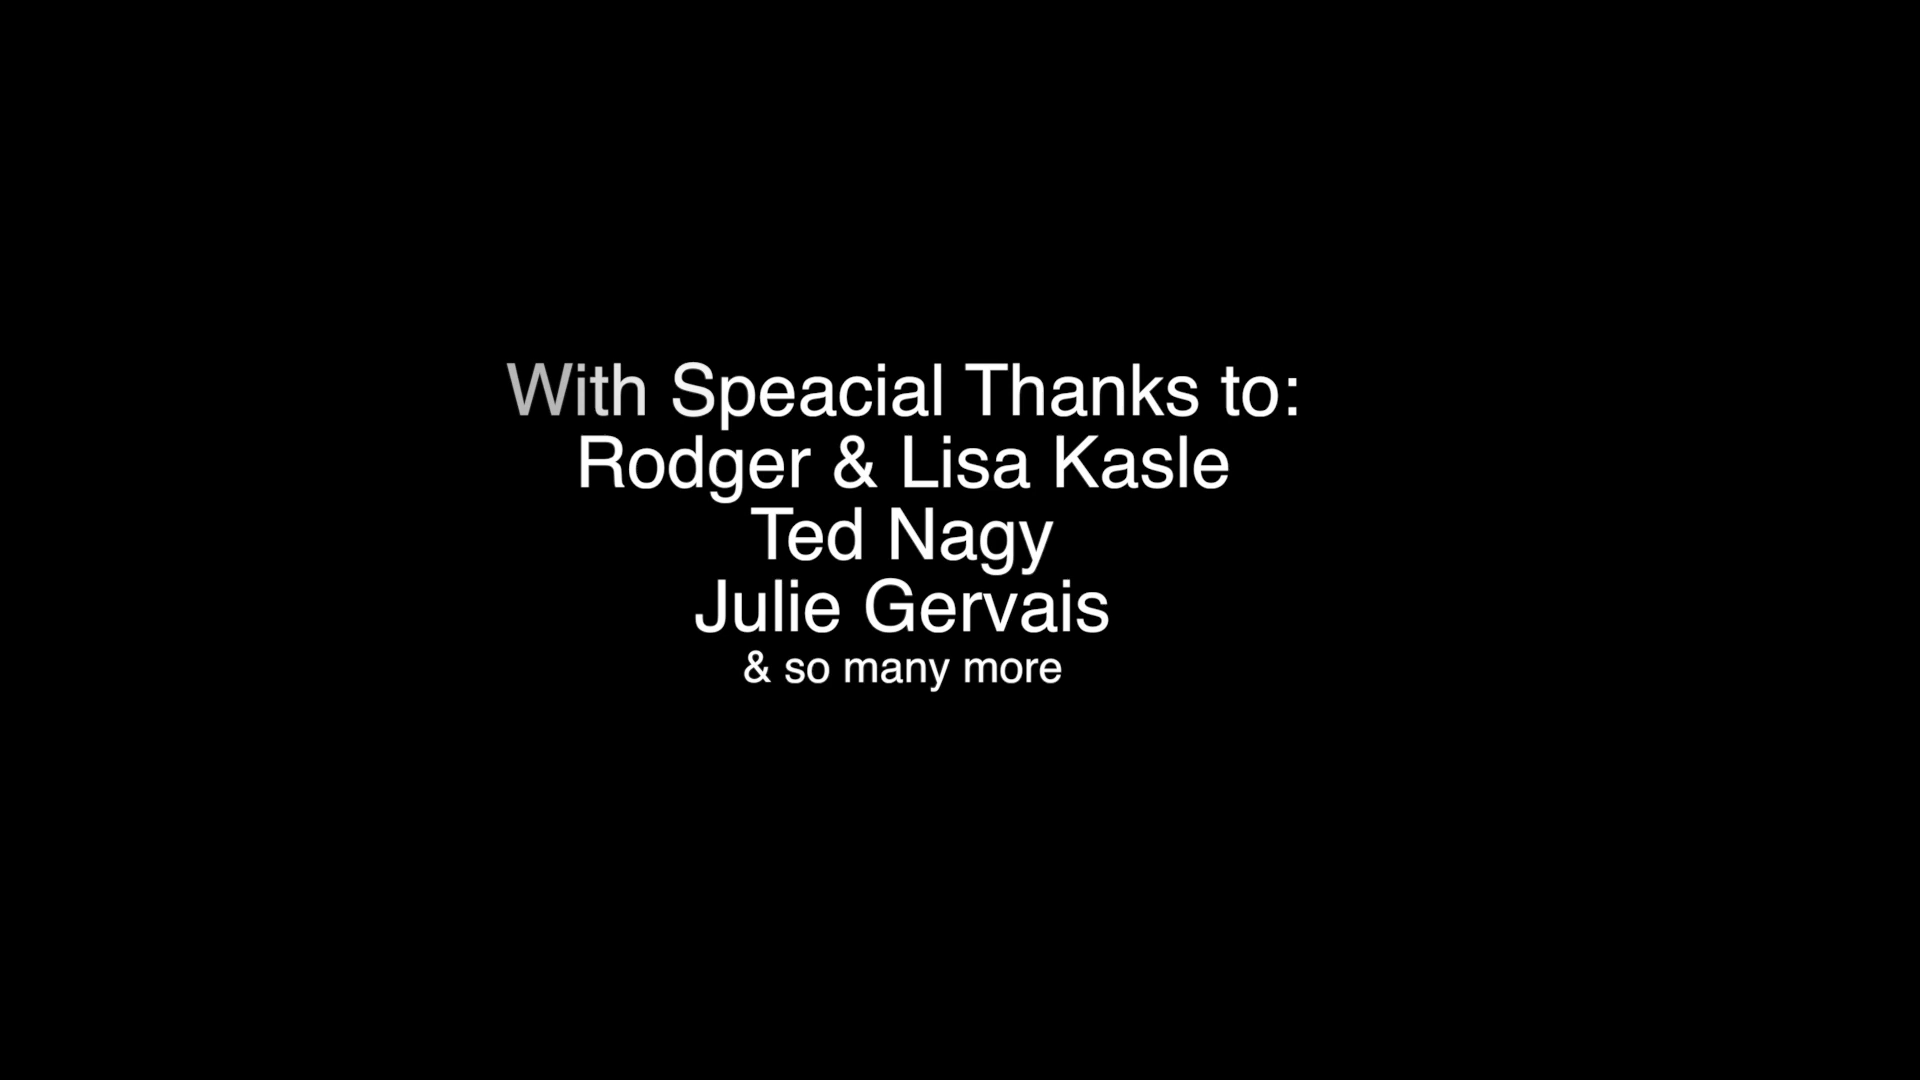 With Speacial Thanks to:
Rodger & Lisa Kasle
Ted Nagy
Julie Gervais
& so many more